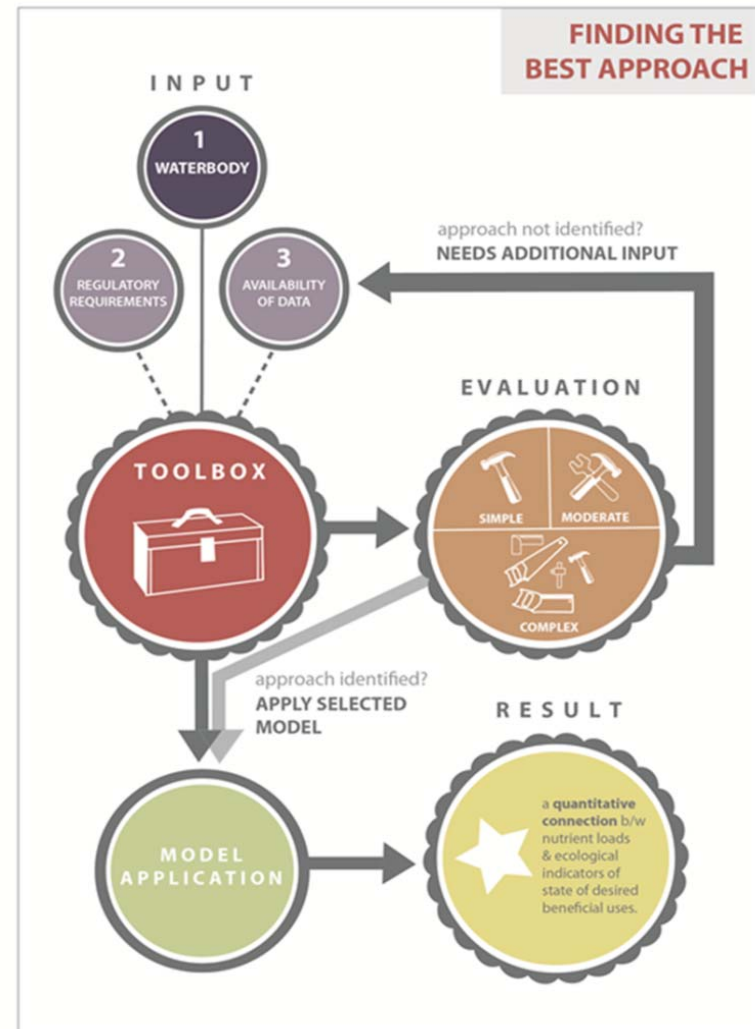 FINDING THE
BEST APPROACH
INPUT
1
WATERBODY
2
REGULATORY
REQUIREMENTS
3
AVAILABILITY
OF DATA
approach not identified?
NEEDS ADDITIONAL INPUT
EVALUATION
TOOLBOX
SIMPLE
MODERATE
COMPLEX
approach identified?
APPLY SELECTED
MODEL
RESULT
MODEL
APPLICATION
a quantitative
connection b/w
nutrient loads
& ecological
indicators of
state of desired
beneficial uses.